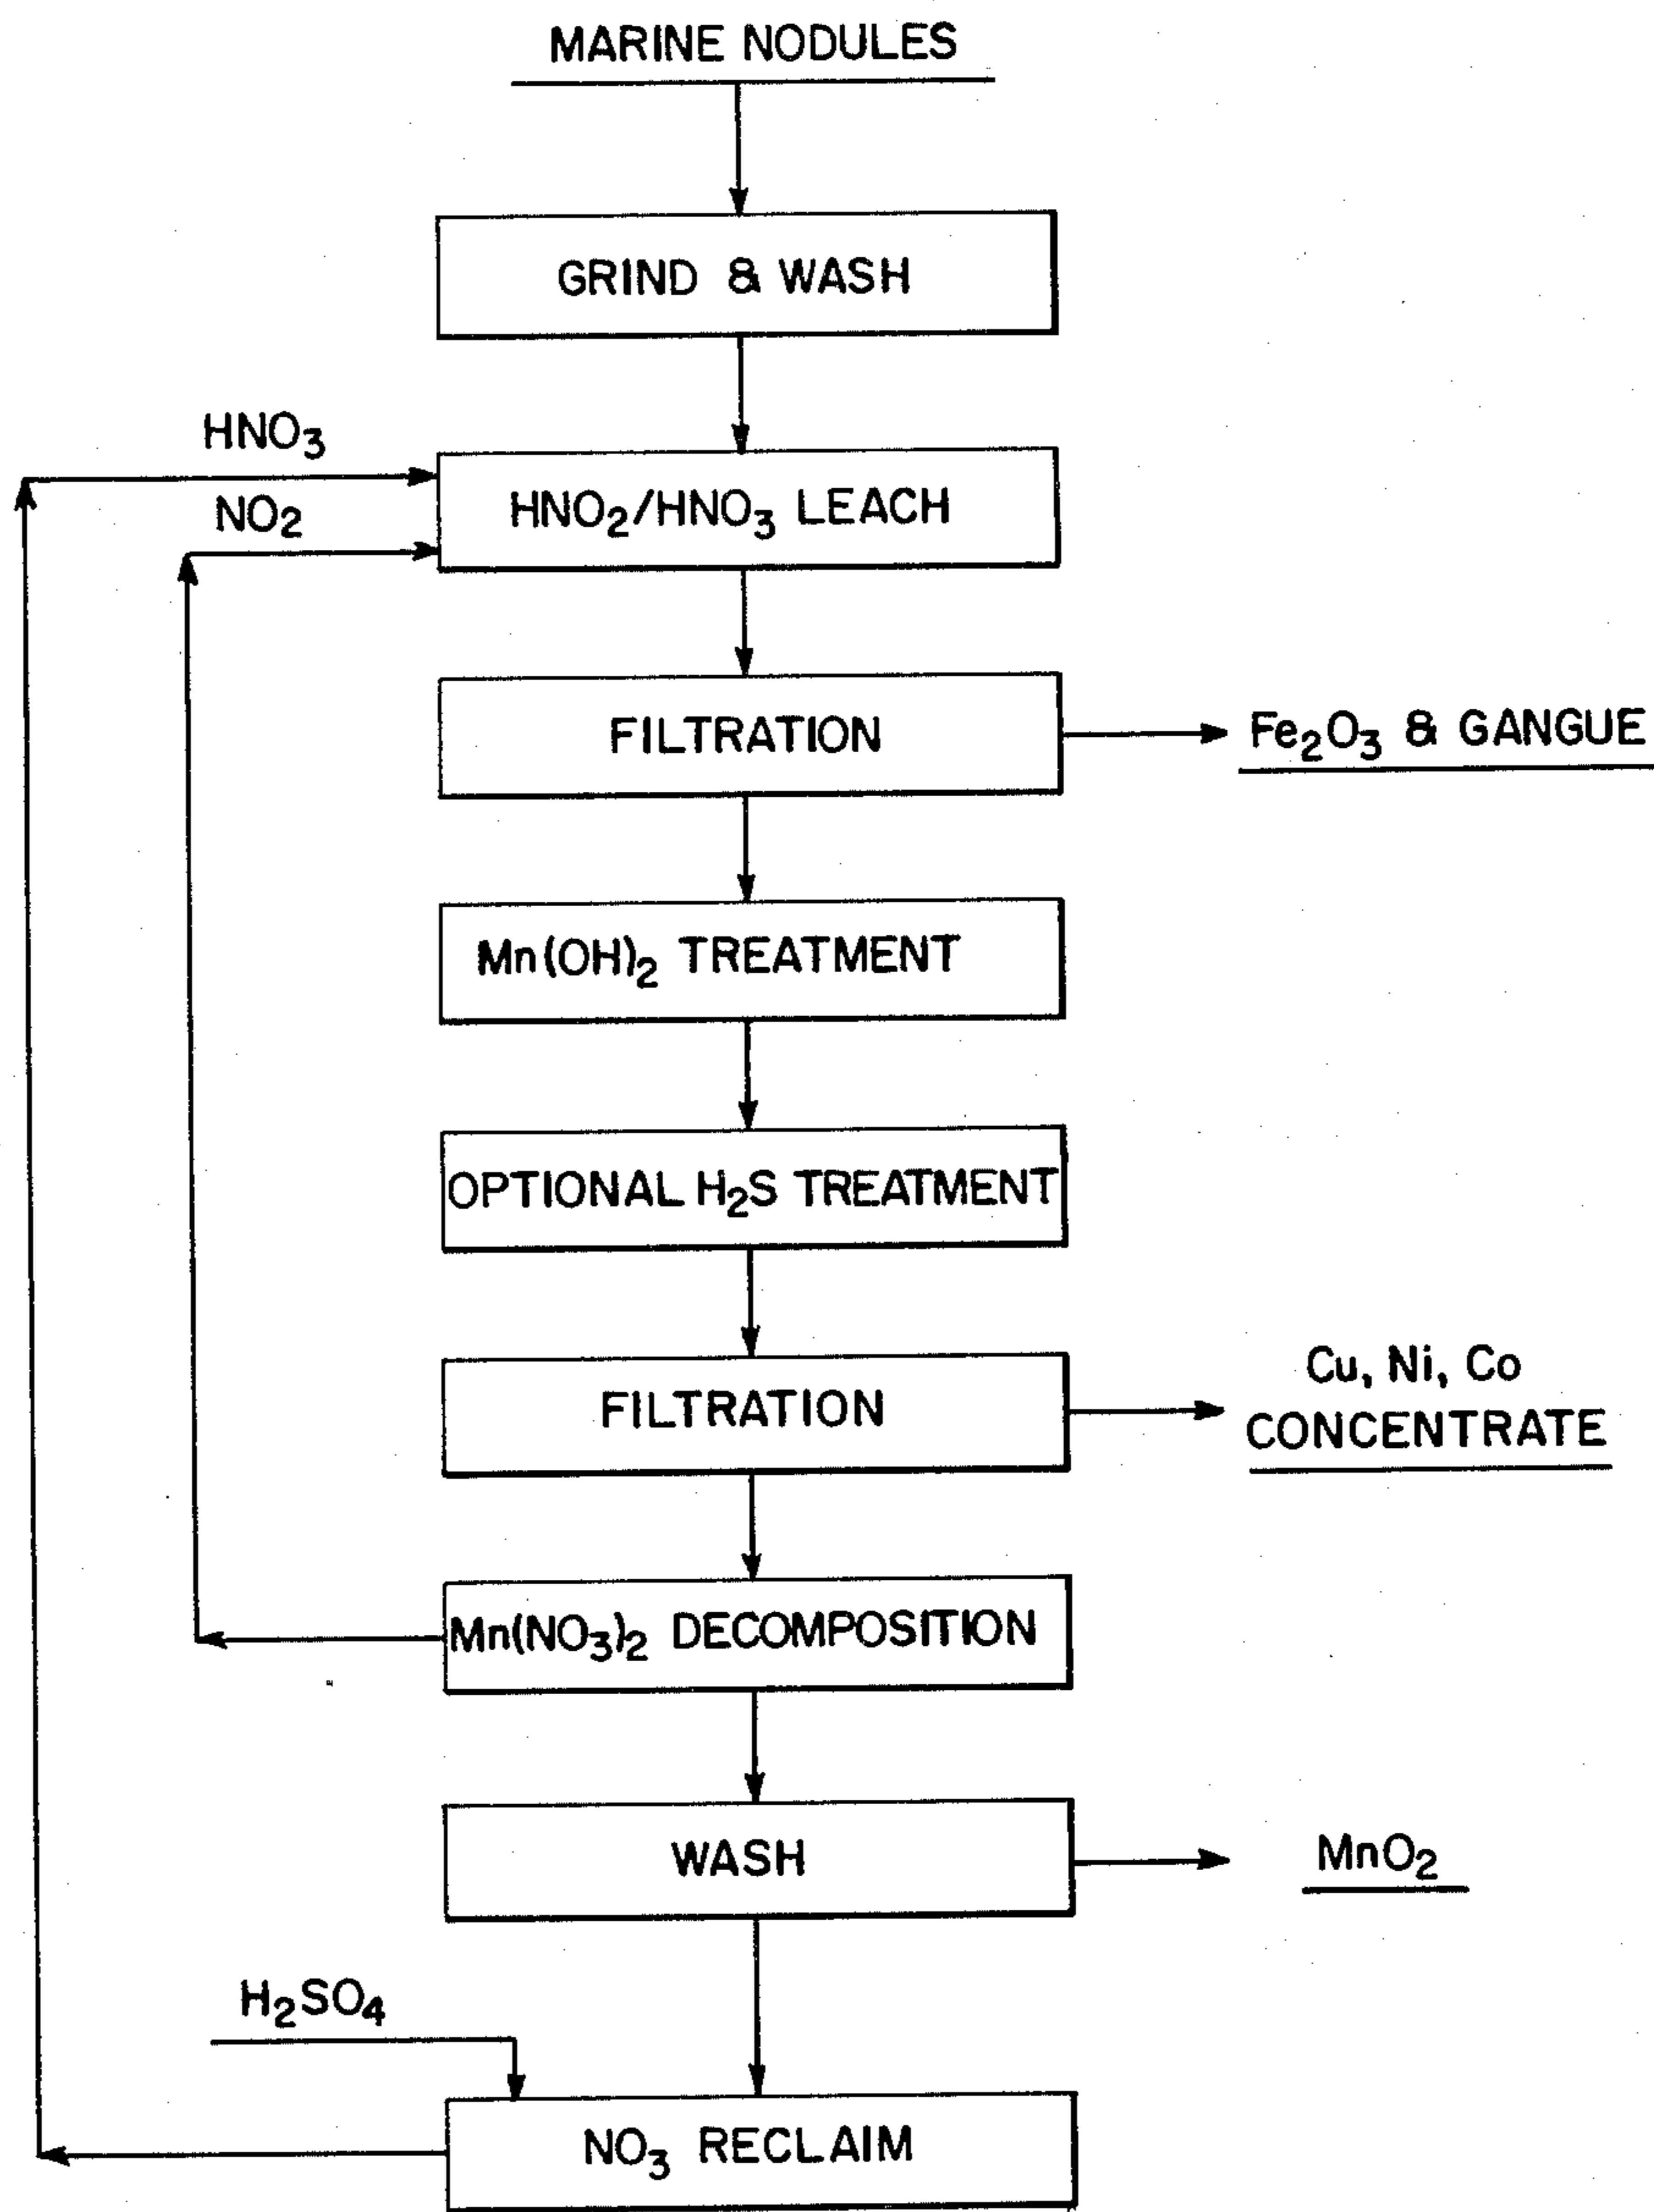 MARINE NODULES
GRIND & WASH
HNO₃
NO₂
HNO₂/HNO₃ LEACH
FILTRATION
Fe₂O₃ & GANGUE
Mn(OH)₂ TREATMENT
OPTIONAL H₂S TREATMENT
FILTRATION
Cu, Ni, Co
CONCENTRATE
Mn(NO₃)₂ DECOMPOSITION
WASH
MnO₂
H₂SO₄
NO₃ RECLAIM